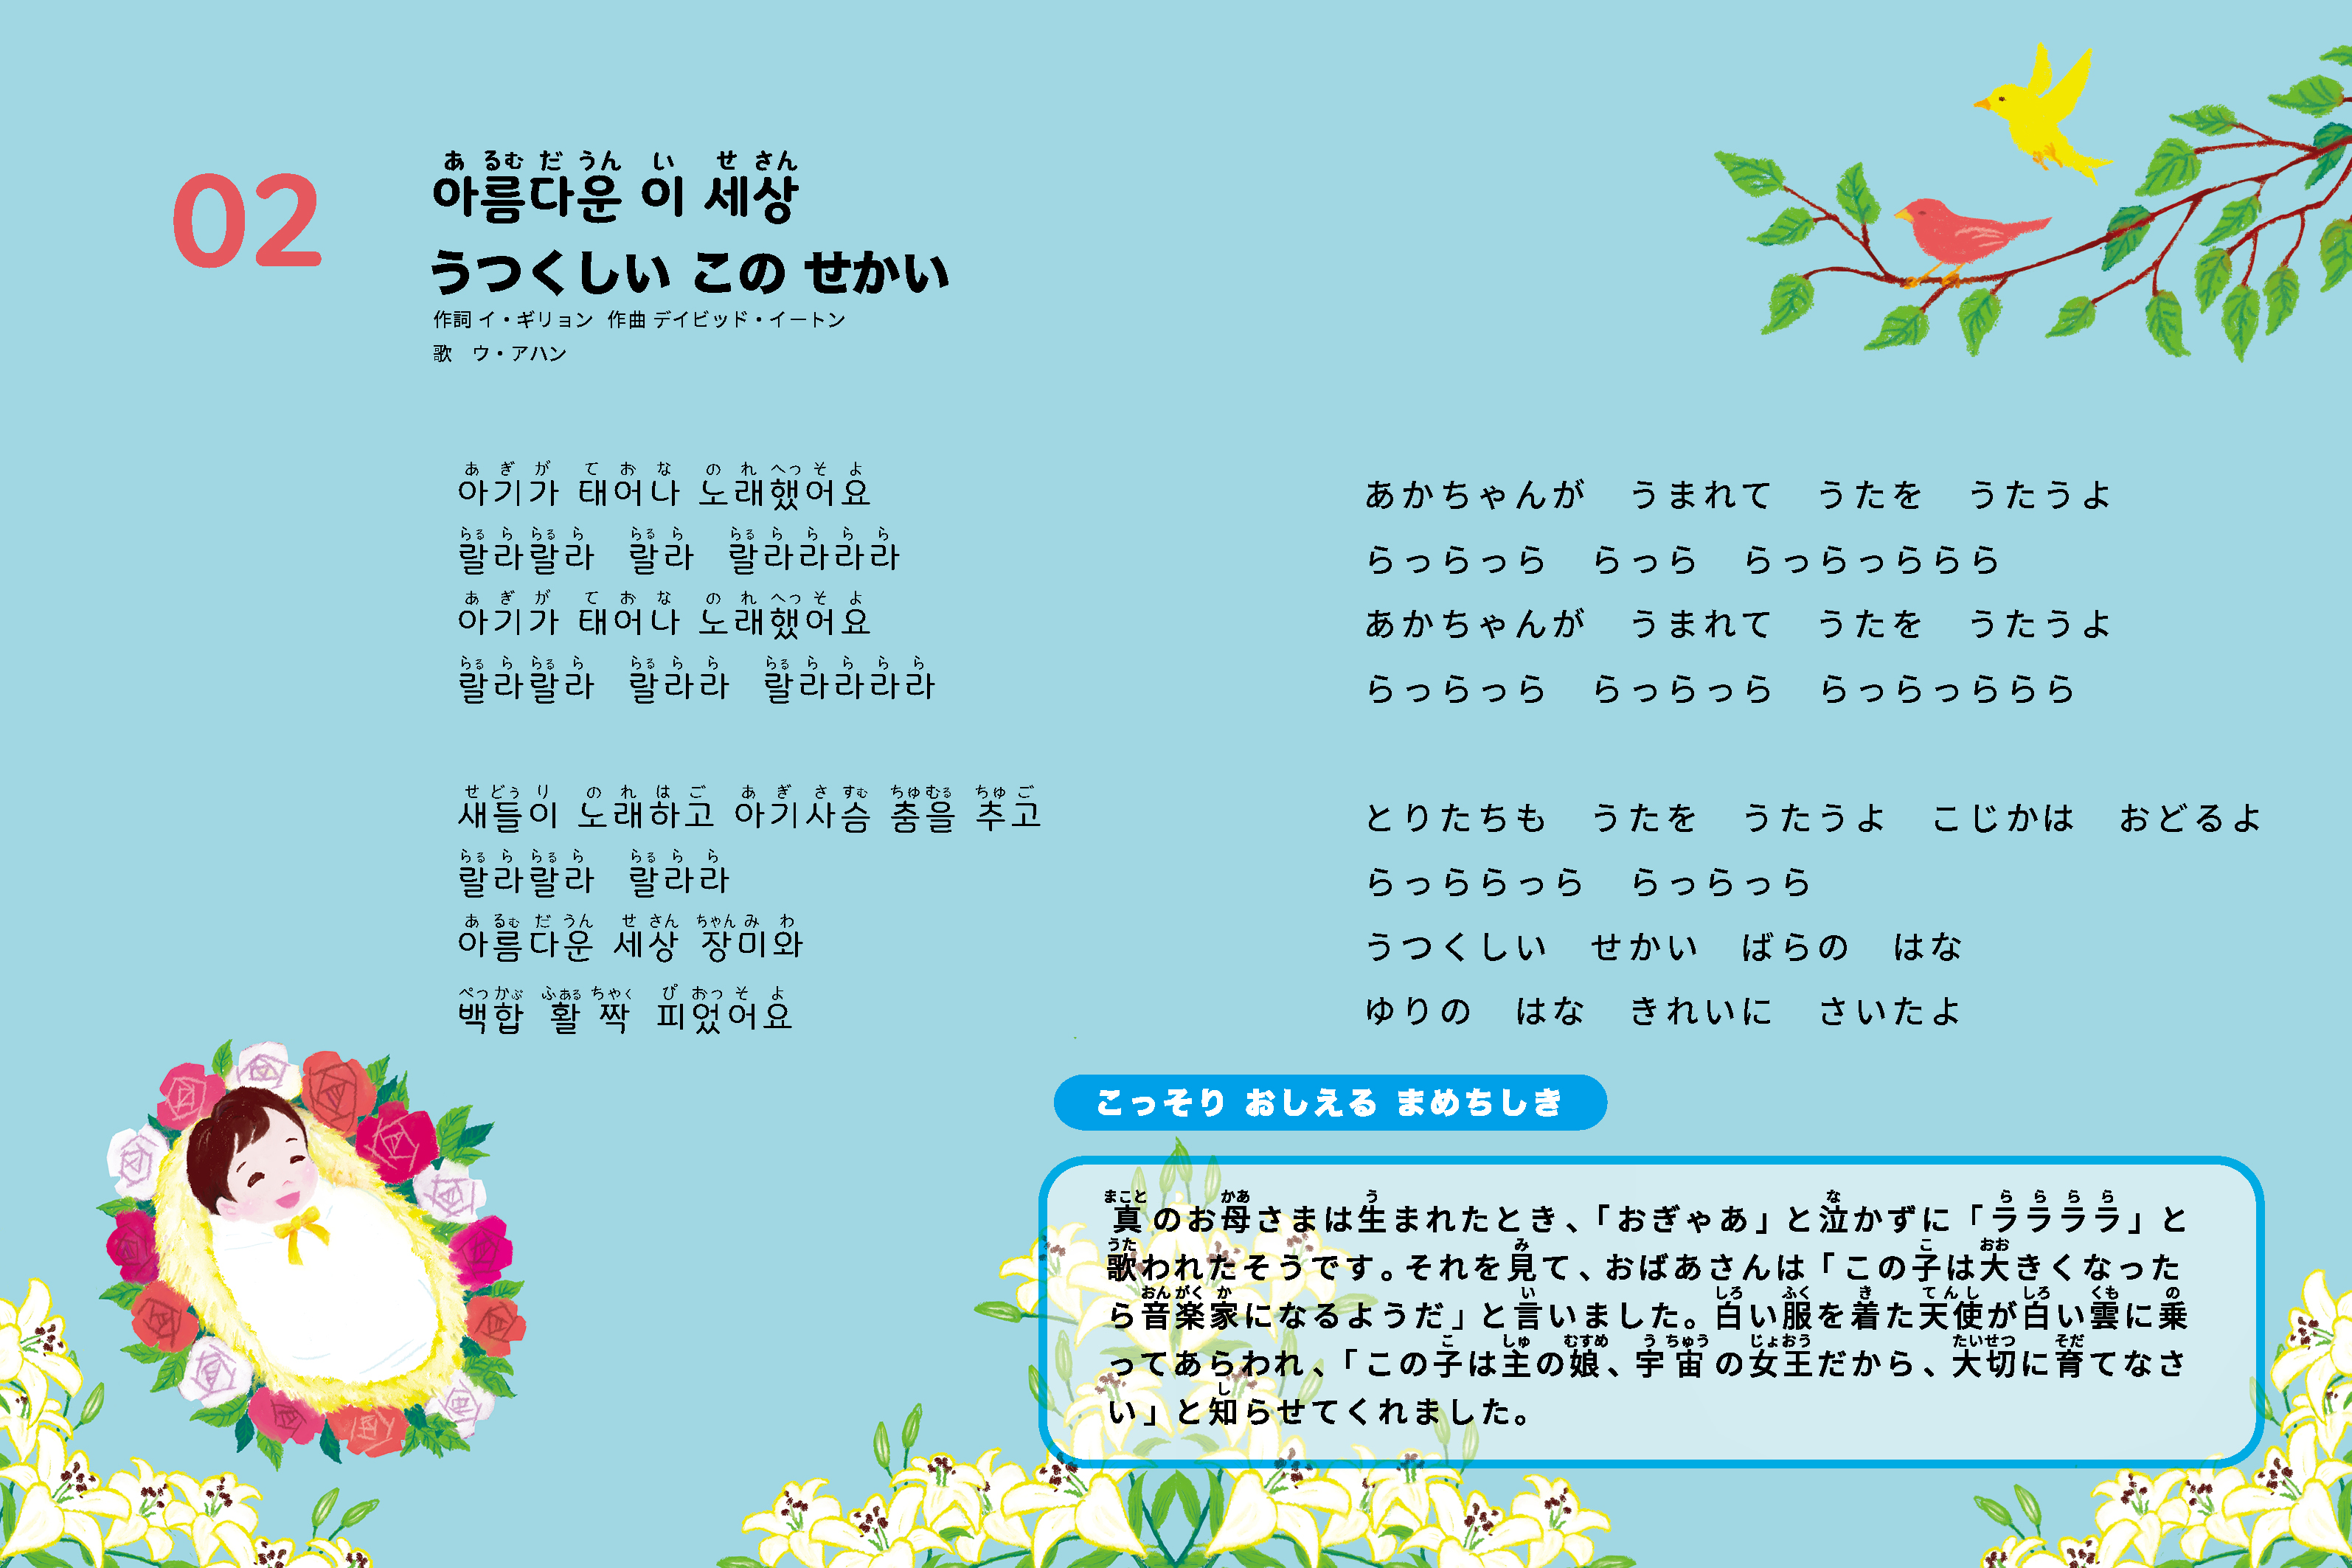 02
あ るむ だ うん い せ さん
아름다운 이 세상
うつくしい この せかい
作詞 イ・ギリョン 作曲 デイビッド・イートン
歌 ウ・アハン
あ ぎ が て お な の れ へっ そ よ
아기가 태어나 노래했어요
らる ら らる ら らる ら らる ら ら ら ら
랄라랄라 랄라 랄라라라라
あ ぎ が て お な の れ へっ そ よ
아기가 태어나 노래했어요
らる ら らる ら らる ら ら らる ら ら ら ら
랄라랄라 랄라라 랄라라라라
せ どぅ り の れ は ご あ ぎ さ すむ ちゅ むる ちゅ ご
새들이 노래하고 아기사슴 춤을 추고
らる ら らる ら らる ら ら
랄라랄라 랄라라
あ るむ だ うん せ さん ちゃん み わ
아름다운 세상 장미와
ぺっ かぷ ふぁる ちゃく ぴ おっ そ よ
백합 활 짝 피었어요
あかちゃんが うまれて うたを うたうよ
らっらっら らっら らっらっららら
あかちゃんが うまれて うたを うたうよ
らっらっら らっらっら らっらっららら
とりたちも うたを うたうよ こじかは おどるよ
らっららっら らっらっら
うつくしい せかい ばらの はな
ゆりの はな きれいに さいたよ
こっそり おしえる まめちしき
まこと かあ う な ら ら ら ら
真のお母さまは生まれたとき、「おぎゃあ」と泣かずに「ララララ」と
うた み こ おお
歌われたそうです。それを見て、おばあさんは「この子は大きくなった
おん がく か い しろ ふく き てんし しろ くも の
ら音楽家になるようだ」と言いました。白い服を着た天使が白い雲に乗
こ しゅ むすめ う ちゅう じょおう たいせつ そだ
ってあらわれ、「この子は主の娘、宇宙の女王だから、大切に育てなさ
し
い」と知らせてくれました。